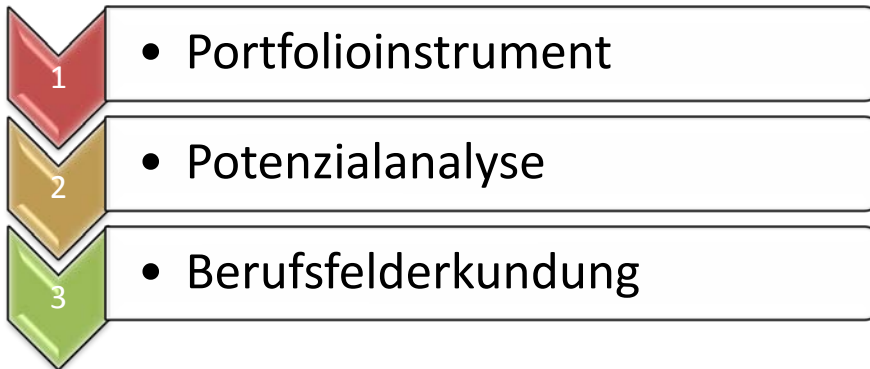 1 • Portfolioinstrument
2 • Potenzialanalyse
3 • Berufsfelderkundung